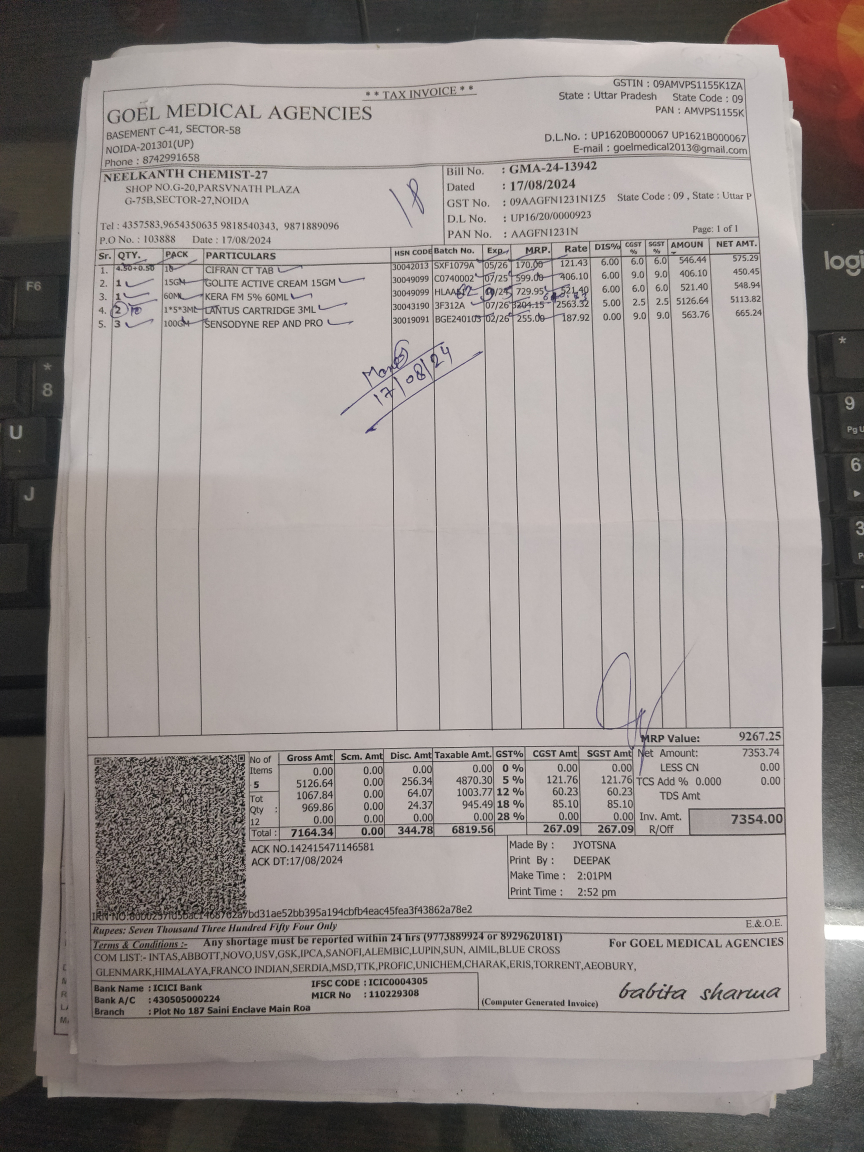 ** TAX INVOICE **
GSTIN : 09AMVPS1155K1ZA
State : Uttar Pradesh State Code : 09
PAN : AMVPS1155K
GOEL MEDICAL AGENCIES
BASEMENT C-41, SECTOR-58
NOIDA-201301(UP)
Phone : 8742991658
D.L.No. : UP1620B000067 UP1621B000067
E-mail : goelmedical2013@gmail.com
NEELKANTH CHEMIST-27
SHOP NO.G-20,PARSVNATH PLAZA
G-75B,SECTOR-27,NOIDA
Tel : 4357583,9654350635 9818540343, 9871889096
P.O No. : 103888 Date : 17/08/2024
18
Bill No. : GMA-24-13942
Dated : 17/08/2024
GST No. : 09AAGFN1231N1Z5 State Code : 09 , State : Uttar P
D.L No. : UP16/20/0000923
PAN No. : AAGFN1231N
Page: 1 of 1
Sr. QTY. PACK PARTICULARS HSN CODE Batch No. Exp. MRP. Rate DIS% CGST % SGST % AMOUN NET AMT.
1. 4.50+0.50 10 CIFRAN CT TAB 30042013 SXF1079A 05/26 170.00 121.43 6.00 6.0 6.0 546.44 575.29
2. 1 15GM GOLITE ACTIVE CREAM 15GM 30049099 C0740002 07/25 599.00 406.10 6.00 9.0 9.0 406.10 450.45
3. 1 60ML KERA FM 5% 60ML 30049099 729.95 521.40 6.00 6.0 6.0 521.40 548.94
4. 2 1*5*3ML LANTUS CARTRIDGE 3ML 30043190 3F312A 07/26 3204.15 2563.32 5.00 2.5 2.5 5126.64 5113.82
5. 3 100GM SENSODYNE REP AND PRO 30019091 BGE240103 02/26 255.00 187.92 0.00 9.0 9.0 563.76 665.24
17/08/24
MRP Value: 9267.25
No of Items 5
Tot Qty : 12
Gross Amt Scm. Amt Disc. Amt Taxable Amt. GST% CGST Amt SGST Amt
0.00 0.00 0.00 0.00 0 % 0.00 0.00
5126.64 0.00 256.34 4870.30 5 % 121.76 121.76
1067.84 0.00 64.07 1003.77 12 % 60.23 60.23
969.86 0.00 24.37 945.49 18 % 85.10 85.10
0.00 0.00 0.00 0.00 28 % 0.00 0.00
Total : 7164.34 0.00 344.78 6819.56 267.09 267.09
Net Amount: 7353.74
LESS CN 0.00
TCS Add % 0.000 0.00
TDS Amt
Inv. Amt. 7354.00
R/Off
ACK NO.142415471146581
ACK DT:17/08/2024
Made By : JYOTSNA
Print By : DEEPAK
Make Time : 2:01PM
Print Time : 2:52 pm
Rupees: Seven Thousand Three Hundred Fifty Four Only
E.&O.E.
Terms & Conditions :- Any shortage must be reported within 24 hrs (9773889924 or 8929620181)
For GOEL MEDICAL AGENCIES
COM LIST:- INTAS,ABBOTT,NOVO,USV,GSK,IPCA,SANOFI,ALEMBIC,LUPIN,SUN, AIMIL,BLUE CROSS
GLENMARK,HIMALAYA,FRANCO INDIAN,SERDIA,MSD,TTK,PROFIC,UNICHEM,CHARAK,ERIS,TORRENT,AEOBURY,
Bank Name : ICICI Bank IFSC CODE : ICIC0004305
Bank A/C : 430505000224 MICR No : 110229308
Branch : Plot No 187 Saini Enclave Main Roa
(Computer Generated Invoice)
babita sharma
F6
*
8
U
J
logi
9
Pg U
6
3